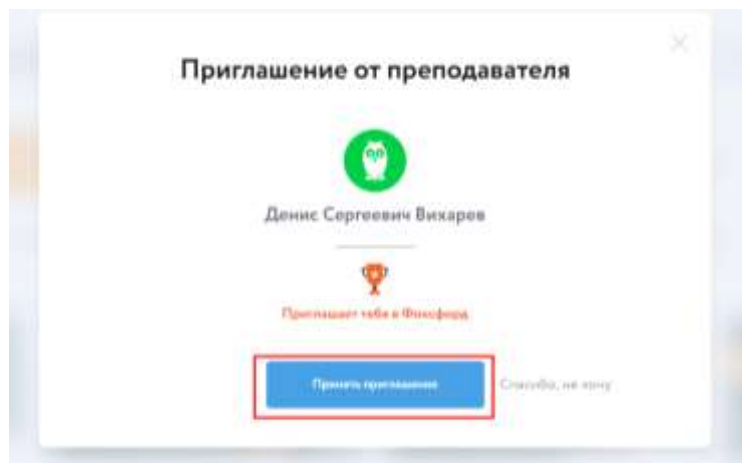 Приглашение от преподавателя
Денис Сергеевич Вихарев
Приглашает тебя в Фоксфорд
Принять приглашение
Спасибо, не хочу